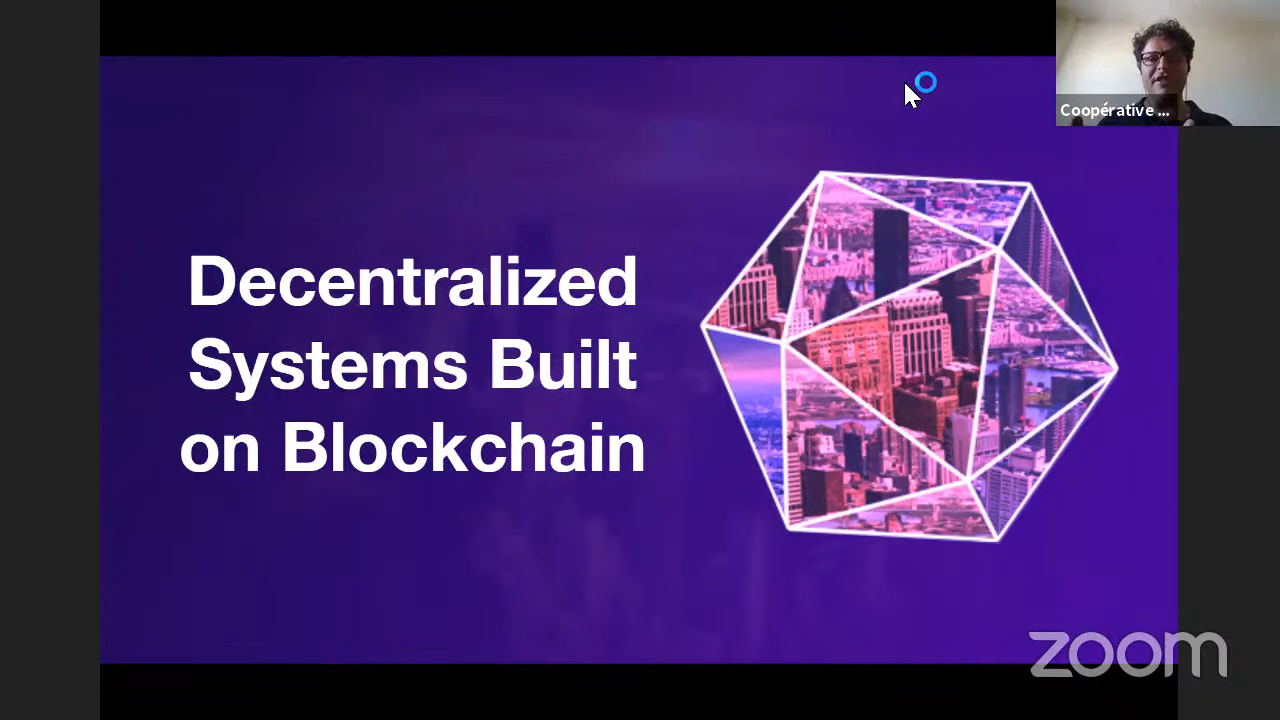 Coopérative ...
Decentralized
Systems Built
on Blockchain
zoom